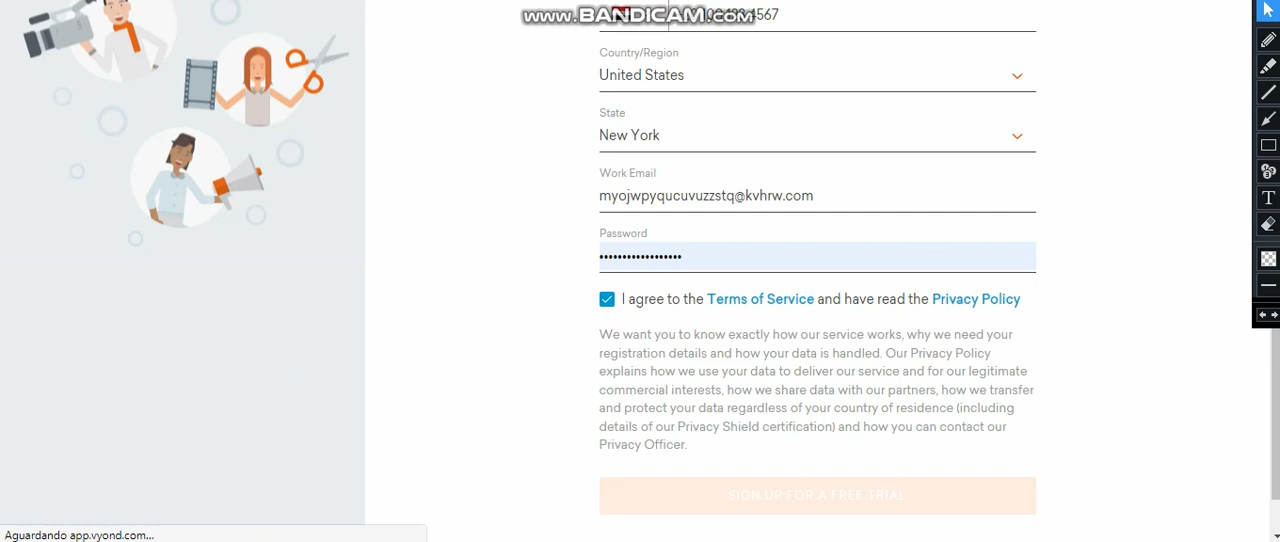 www.BANDICAM.com
4567
Country/Region
United States
State
New York
Work Email
myojwpyqucuvuzzstq@kvhrw.com
Password
••••••••••••••••••
I agree to the Terms of Service and have read the Privacy Policy
We want you to know exactly how our service works, why we need your
registration details and how your data is handled. Our Privacy Policy
explains how we use your data to deliver our service and for our legitimate
commercial interests, how we share data with our partners, how we transfer
and protect your data regardless of your country of residence (including
details of our Privacy Shield certification) and how you can contact our
Privacy Officer.
SIGN UP FOR A FREE TRIAL
Aguardando app.vyond.com...